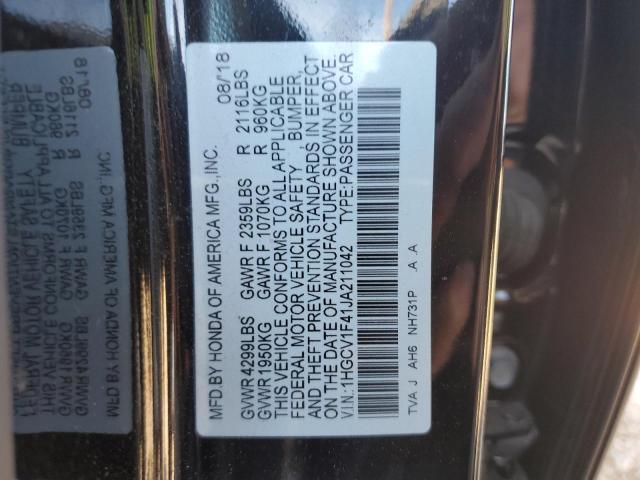 MFD.BY HONDA OF AMERICA MFG.,INC. 08/18
GVWR4299LBS GAWR F 2359LBS R 2116LBS
GVWR1950KG GAWR F 1070KG R 960KG
THIS VEHICLE CONFORMS TO ALL APPLICABLE
FEDERAL MOTOR VEHICLE SAFETY , BUMPER,
AND THEFT PREVENTION STANDARDS IN EFFECT
ON THE DATE OF MANUFACTURE SHOWN ABOVE.
V.I.N.:1HGCV1F41JA211042 TYPE:PASSENGER CAR
TVA J AH6 NH731P .A .A